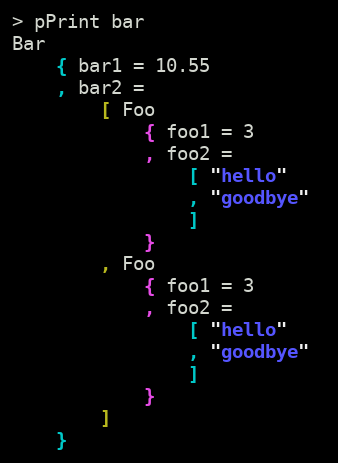 > pPrint bar
Bar
    { bar1 = 10.55
    , bar2 =
        [ Foo
            { foo1 = 3
            , foo2 =
                [ "hello"
                , "goodbye"
                ]
            }
        , Foo
            { foo1 = 3
            , foo2 =
                [ "hello"
                , "goodbye"
                ]
            }
        ]
    }